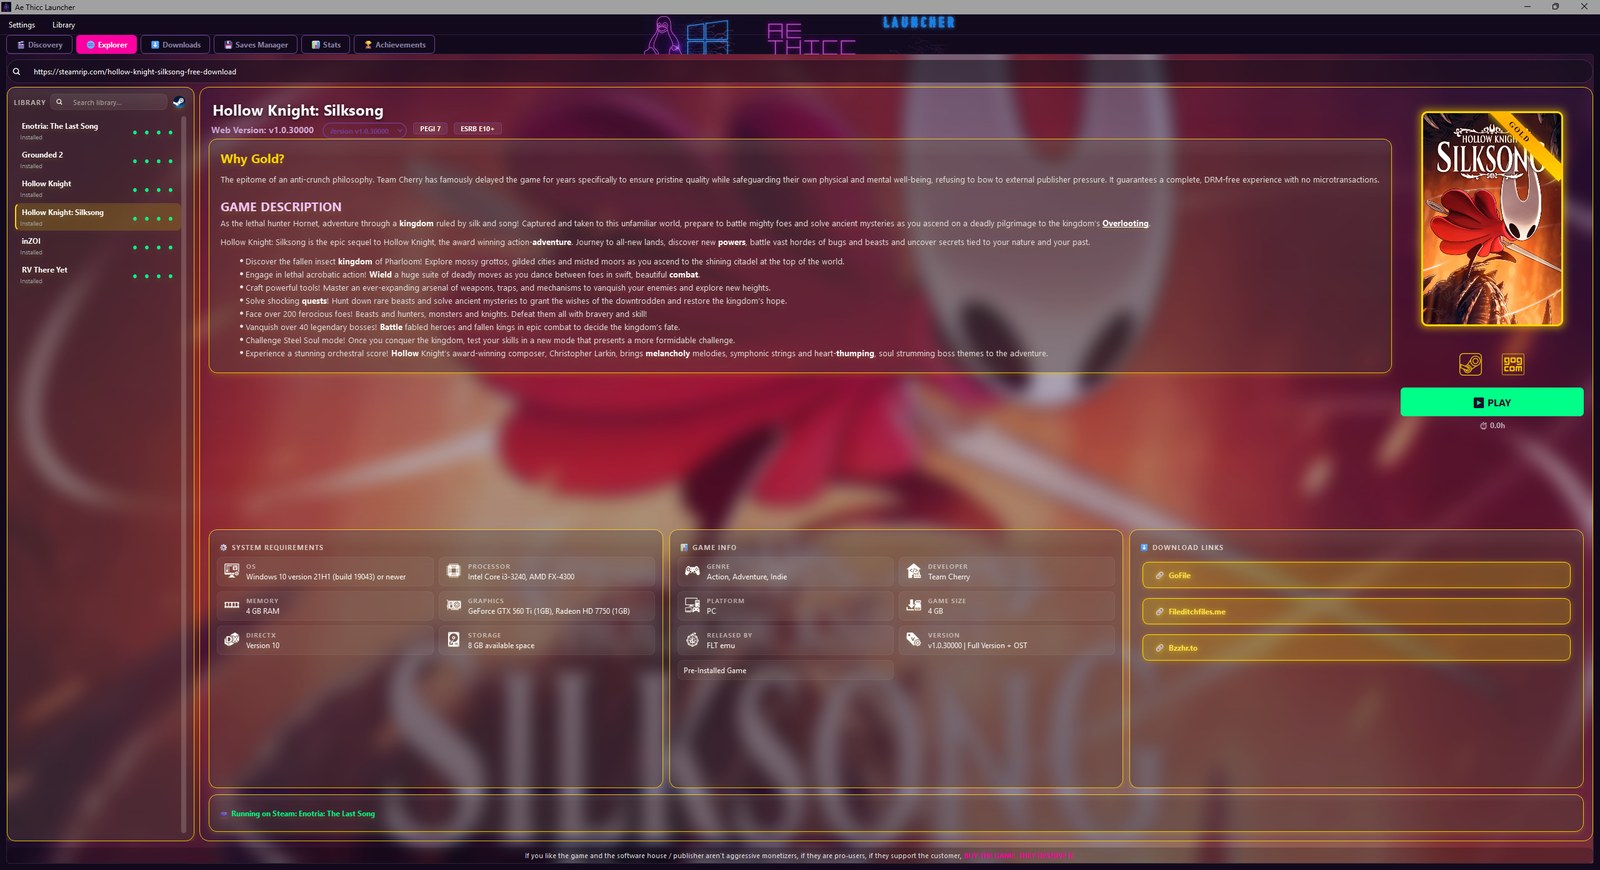 Ae Thicc Launcher
Settings Library
LAUNCHER
AE
THICC
Discovery Explorer Downloads Saves Manager Stats Achievements
https://steamrip.com/hollow-knight-silksong-free-download
LIBRARY Search library...
Enotria: The Last Song
Installed
Grounded 2
Installed
Hollow Knight
Installed
Hollow Knight: Silksong
Installed
inZOI
Installed
RV There Yet
Installed
Hollow Knight: Silksong
Web Version: v1.0.30000 Version v1.0.30000 PEGI 7 ESRB E10+
Why Gold?
The epitome of an anti-crunch philosophy. Team Cherry has famously delayed the game for years specifically to ensure pristine quality while safeguarding their own physical and mental well-being, refusing to bow to external publisher pressure. It guarantees a complete, DRM-free experience with no microtransactions.
GAME DESCRIPTION
As the lethal hunter Hornet, adventure through a kingdom ruled by silk and song! Captured and taken to this unfamiliar world, prepare to battle mighty foes and solve ancient mysteries as you ascend on a deadly pilgrimage to the kingdom's Overlooting.
Hollow Knight: Silksong is the epic sequel to Hollow Knight, the award winning action-adventure. Journey to all-new lands, discover new powers, battle vast hordes of bugs and beasts and uncover secrets tied to your nature and your past.
• Discover the fallen insect kingdom of Pharloom! Explore mossy grottos, gilded cities and misted moors as you ascend to the shining citadel at the top of the world.
• Engage in lethal acrobatic action! Wield a huge suite of deadly moves as you dance between foes in swift, beautiful combat.
• Craft powerful tools! Master an ever-expanding arsenal of weapons, traps, and mechanisms to vanquish your enemies and explore new heights.
• Solve shocking quests! Hunt down rare beasts and solve ancient mysteries to grant the wishes of the downtrodden and restore the kingdom's hope.
• Face over 200 ferocious foes! Beasts and hunters, monsters and knights. Defeat them all with bravery and skill!
• Vanquish over 40 legendary bosses! Battle fabled heroes and fallen kings in epic combat to decide the kingdom's fate.
• Challenge Steel Soul mode! Once you conquer the kingdom, test your skills in a new mode that presents a more formidable challenge.
• Experience a stunning orchestral score! Hollow Knight's award-winning composer, Christopher Larkin, brings melancholy melodies, symphonic strings and heart-thumping, soul strumming boss themes to the adventure.
GOLD
HOLLOW KNIGHT
SILKSONG
gog
com
PLAY
0.0h
SYSTEM REQUIREMENTS
OS
Windows 10 version 21H1 (build 19043) or newer
PROCESSOR
Intel Core i3-3240, AMD FX-4300
MEMORY
4 GB RAM
GRAPHICS
GeForce GTX 560 Ti (1GB), Radeon HD 7750 (1GB)
DIRECTX
Version 10
STORAGE
8 GB available space
GAME INFO
GENRE
Action, Adventure, Indie
DEVELOPER
Team Cherry
PLATFORM
PC
GAME SIZE
4 GB
RELEASED BY
FLT emu
VERSION
v1.0.30000 | Full Version + OST
Pre-Installed Game
DOWNLOAD LINKS
GoFile
Fileditchfiles.me
Bzzhr.to
SILKSONG
Running on Steam: Enotria: The Last Song
If you like the game and the software house / publisher aren't aggressive monetizers, if they are pro-users, if they support the customer,